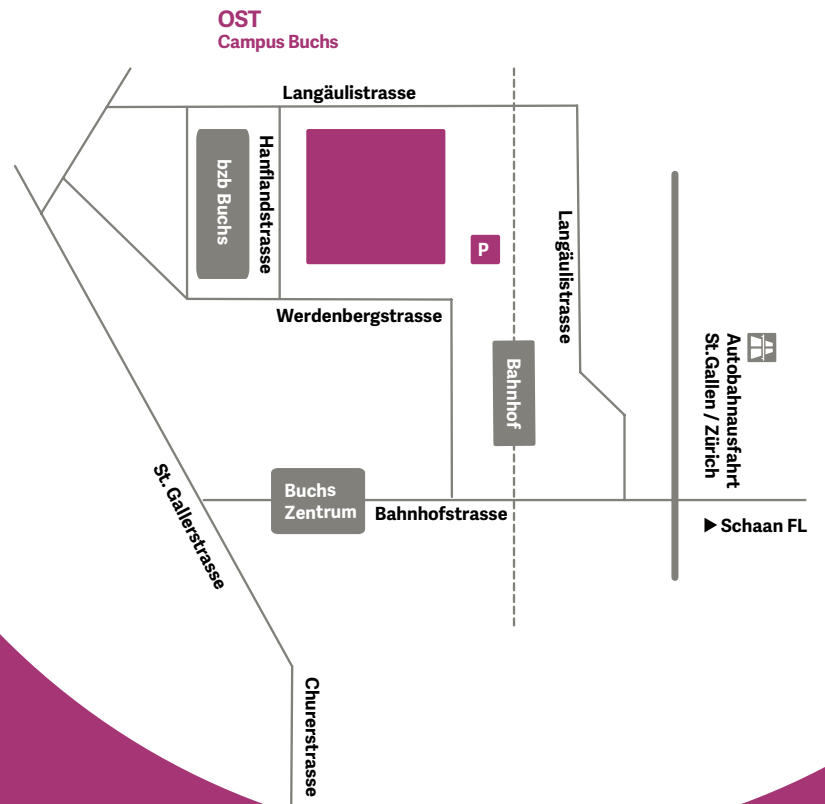 OST
Campus Buchs
Langäulistrasse
Hanflandstrasse
bzb Buchs
P
Langäulistrasse
Werdenbergstrasse
Bahnhof
Autobahnausfahrt
St.Gallen / Zürich
Buchs
Zentrum
Bahnhofstrasse
St. Gallerstrasse
Schaan FL
Churerstrasse